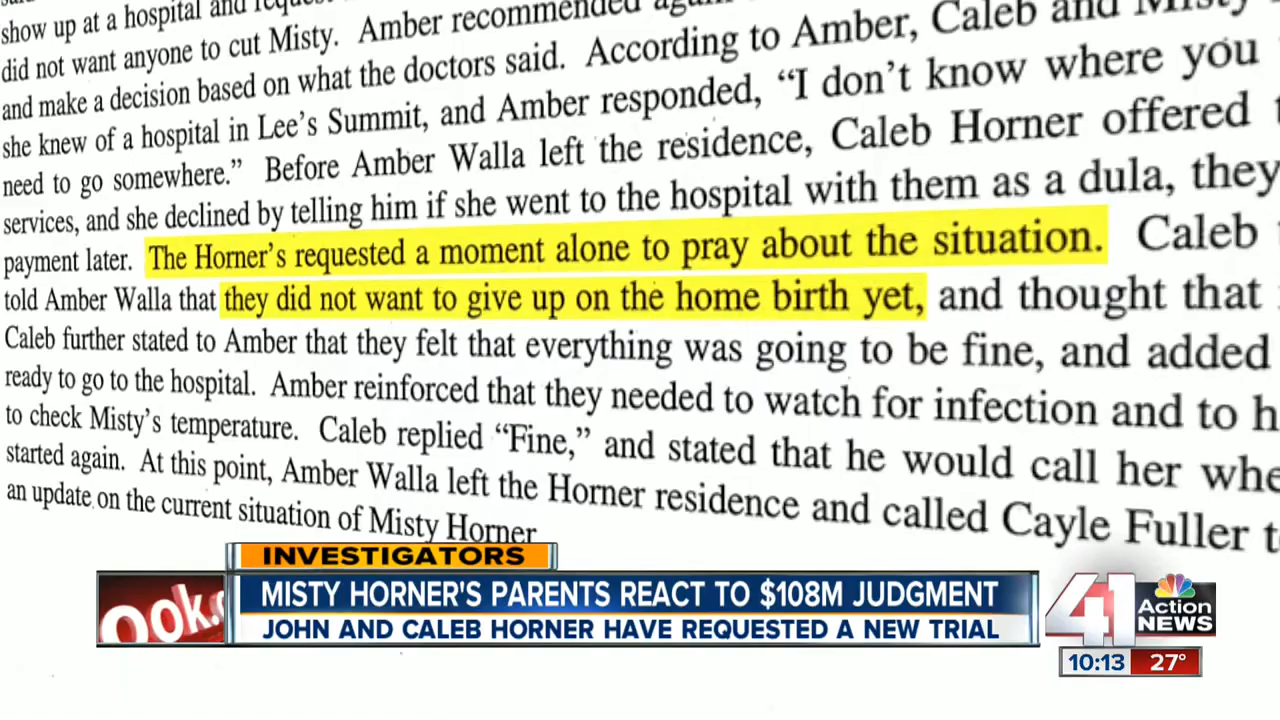 show up at a hospital and
did not want anyone to cut Misty. Amber recommended
and make a decision based on what the doctors said. According to Amber, Caleb and
she knew of a hospital in Lee's Summit, and Amber responded, “I don't know where you
need to go somewhere.” Before Amber Walla left the residence, Caleb Horner offered
services, and she declined by telling him if she went to the hospital with them as a dula, they
payment later. The Horner's requested a moment alone to pray about the situation. Caleb
told Amber Walla that they did not want to give up on the home birth yet, and thought that
Caleb further stated to Amber that they felt that everything was going to be fine, and added
ready to go to the hospital. Amber reinforced that they needed to watch for infection and to
to check Misty's temperature. Caleb replied “Fine,” and stated that he would call her
started again. At this point, Amber Walla left the Horner residence and called Cayle Fuller
an update on the current situation of Misty Horner
INVESTIGATORS
MISTY HORNER'S PARENTS REACT TO $108M JUDGMENT
JOHN AND CALEB HORNER HAVE REQUESTED A NEW TRIAL
41
Action
NEWS
10:13 27°